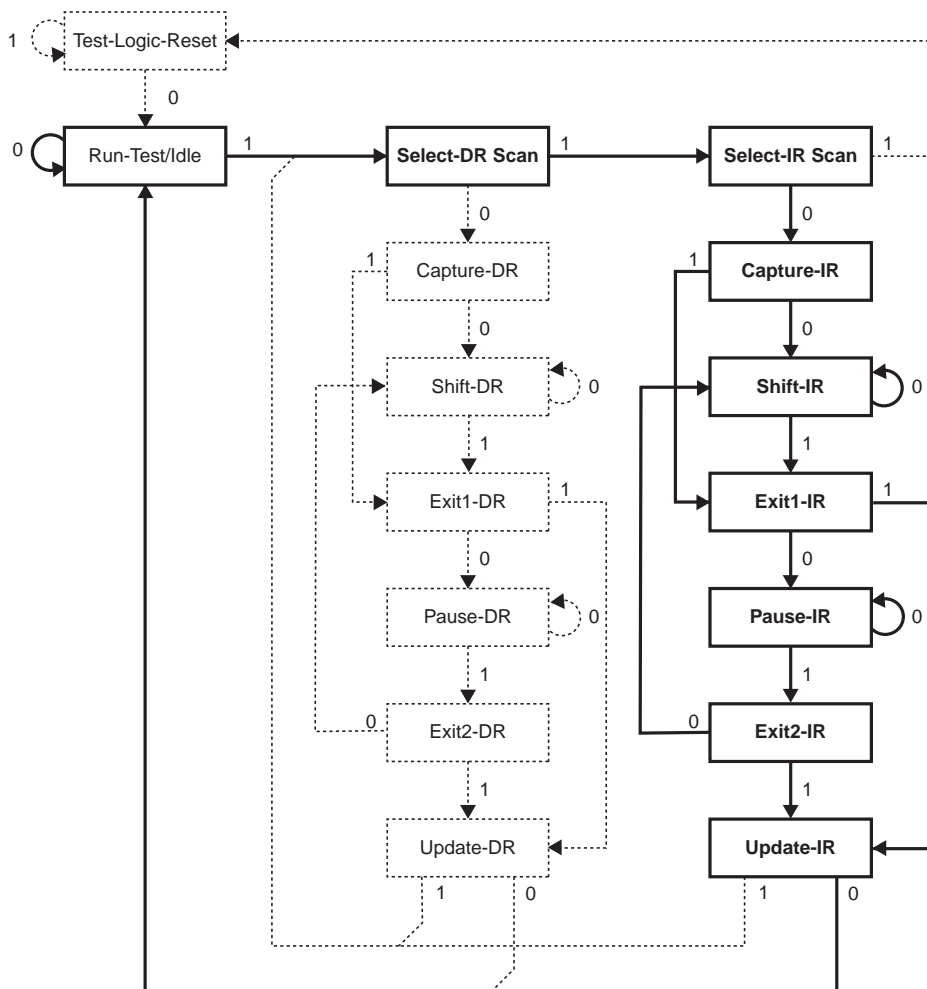 Test-Logic-Reset
1
0
0
Run-Test/Idle
1
Select-DR Scan
1
Select-IR Scan
1
0
0
1
Capture-DR
1
Capture-IR
0
0
Shift-DR
0
Shift-IR
0
1
1
Exit1-DR
1
Exit1-IR
1
0
0
Pause-DR
0
Pause-IR
0
1
1
0
Exit2-DR
0
Exit2-IR
1
1
Update-DR
Update-IR
1
0
1
0